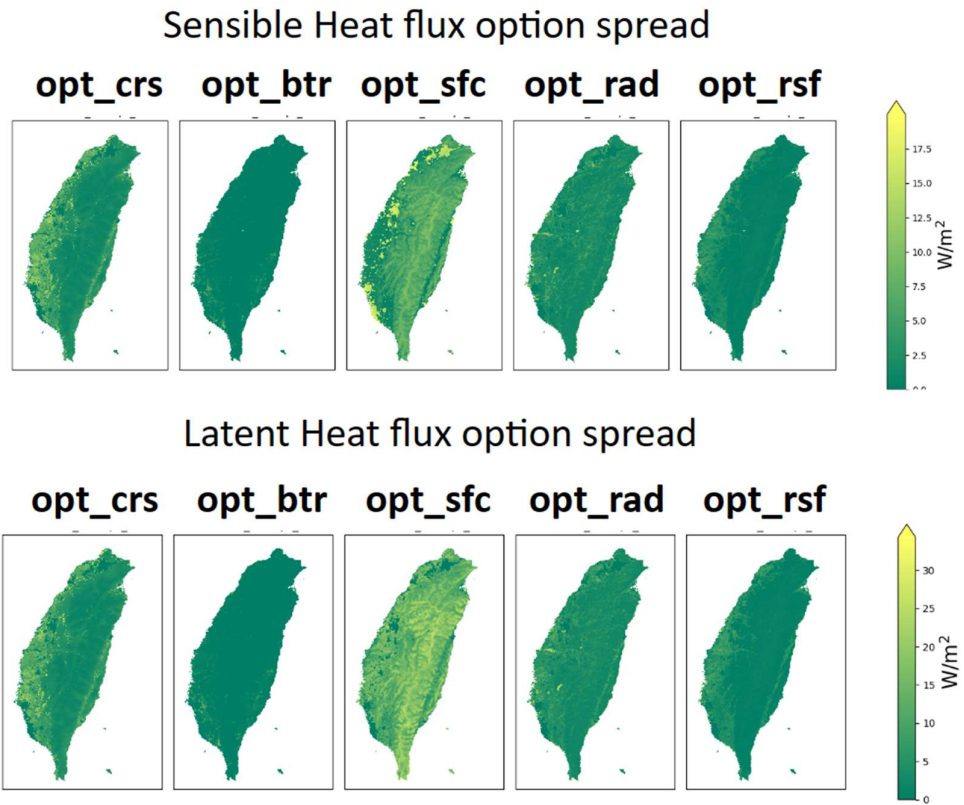 Sensible Heat flux option spread
opt_crs opt_btr opt_sfc opt_rad opt_rsf
17.5
15.0
12.5
10.0
7.5
5.0
2.5
0.0
W/m²
Latent Heat flux option spread
opt_crs opt_btr opt_sfc opt_rad opt_rsf
30
25
20
15
10
5
0
W/m²